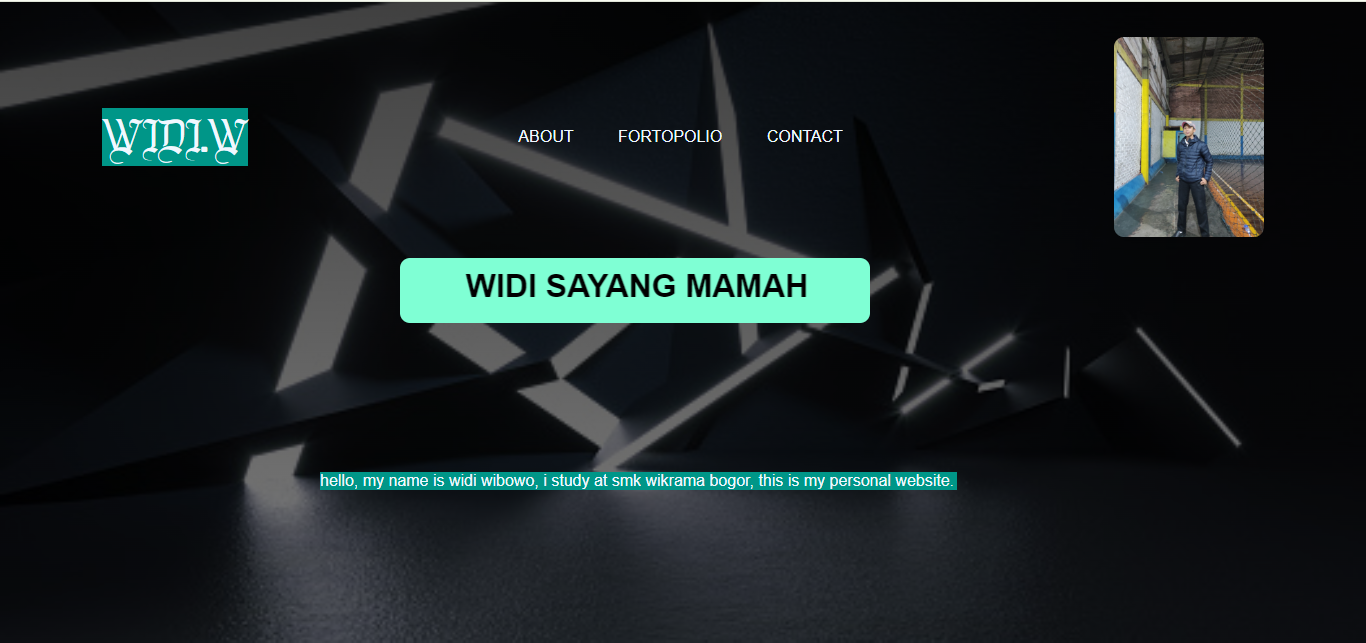 WIDI.W
ABOUT FORTOPOLIO CONTACT
WIDI SAYANG MAMAH
hello, my name is widi wibowo, i study at smk wikrama bogor, this is my personal website.